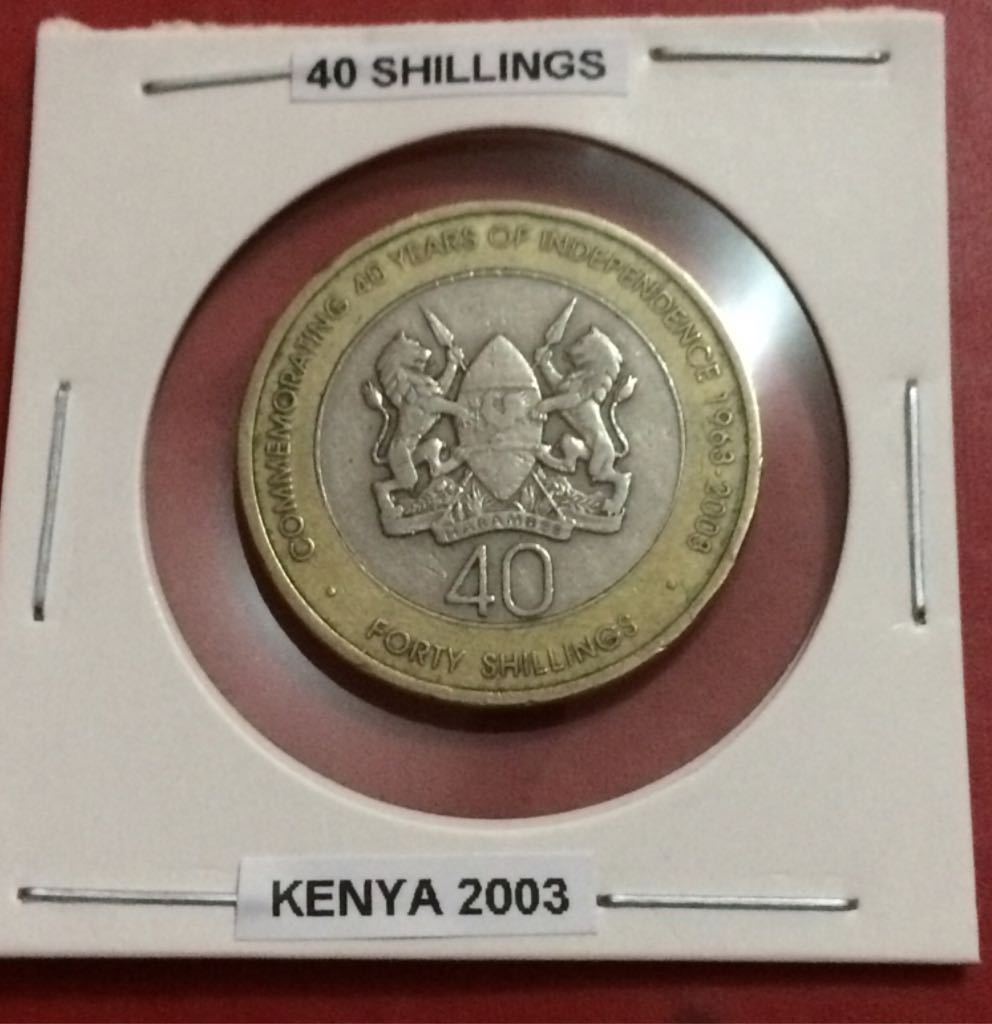 40 SHILLINGS
COMMEMORATING 40 YEARS OF INDEPENDENCE 1963-2003
HARAMBEE
40
FORTY SHILLINGS
KENYA 2003